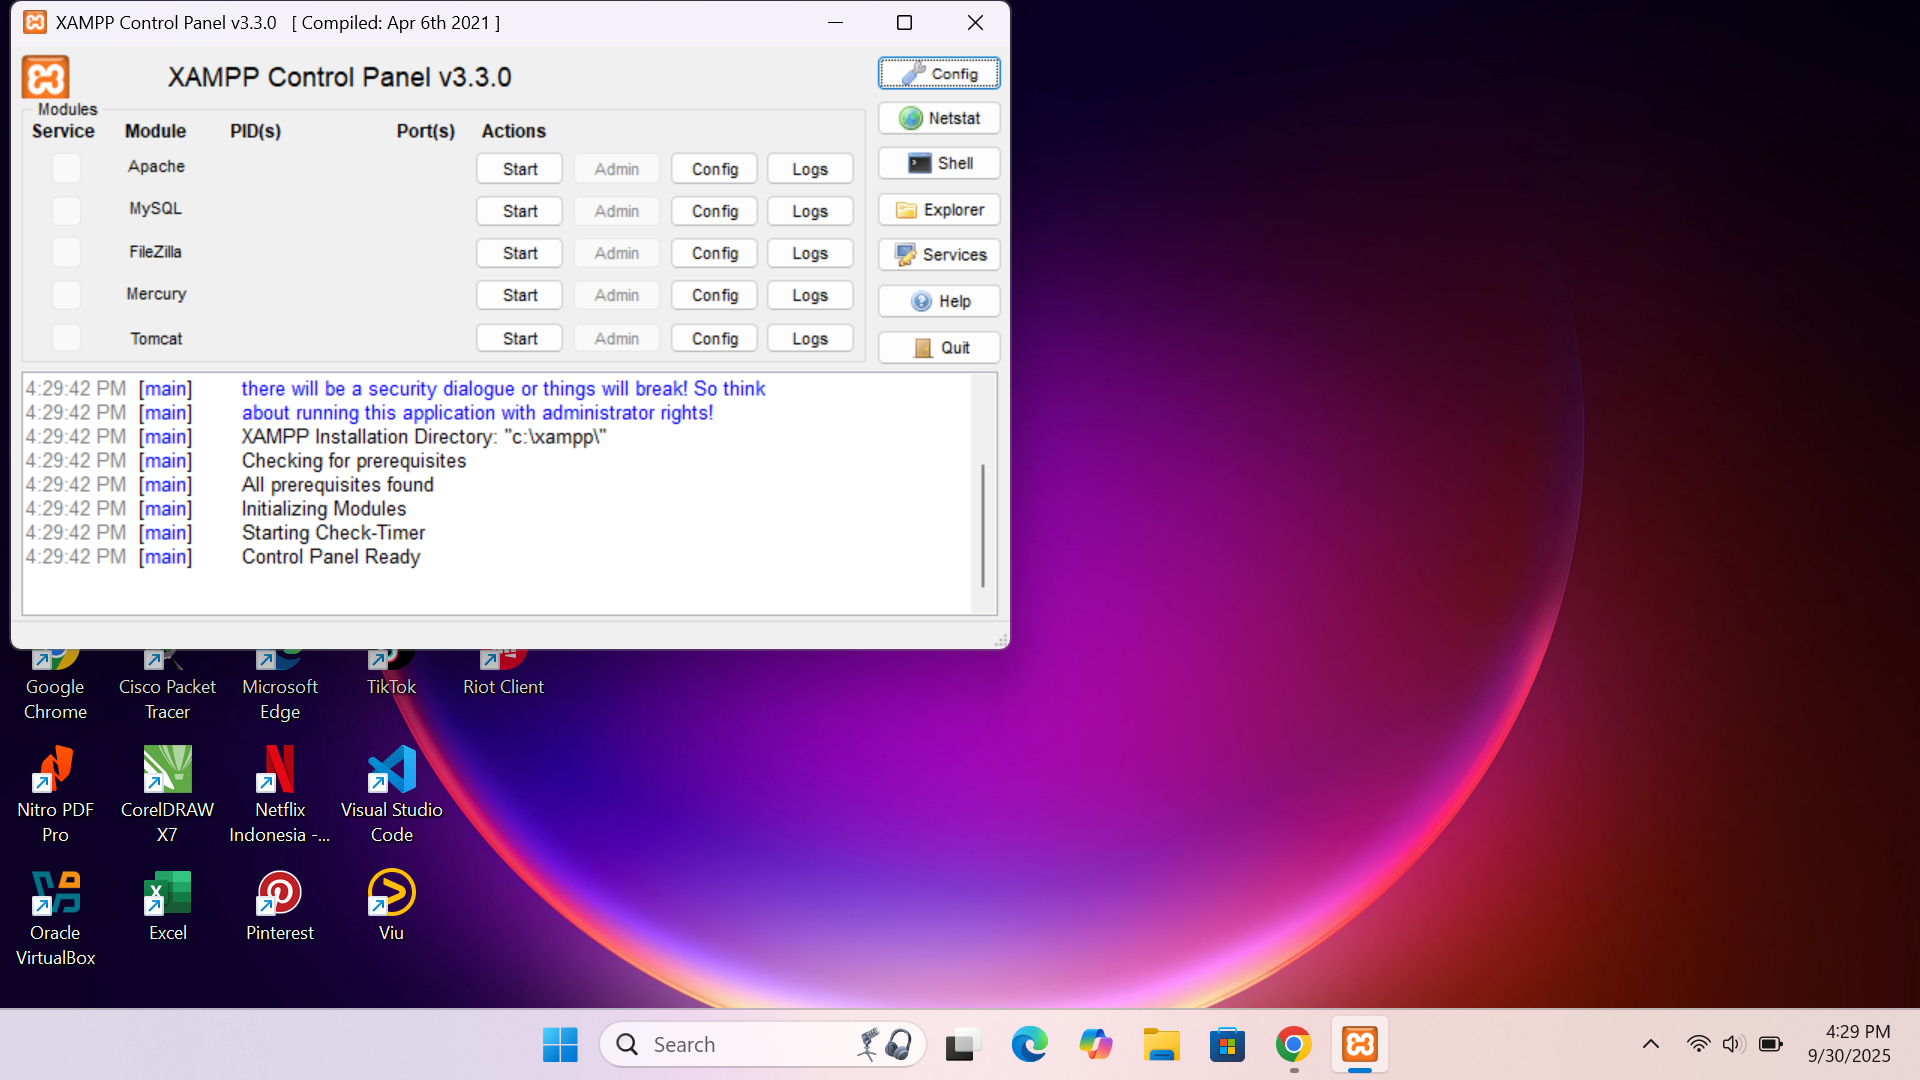 XAMPP Control Panel v3.3.0 [ Compiled: Apr 6th 2021 ]
XAMPP Control Panel v3.3.0
Config
Netstat
Shell
Explorer
Services
Help
Quit
Modules
Service Module PID(s) Port(s) Actions
Apache Start Admin Config Logs
MySQL Start Admin Config Logs
FileZilla Start Admin Config Logs
Mercury Start Admin Config Logs
Tomcat Start Admin Config Logs
4:29:42 PM [main] there will be a security dialogue or things will break! So think
4:29:42 PM [main] about running this application with administrator rights!
4:29:42 PM [main] XAMPP Installation Directory: "c:\xampp\"
4:29:42 PM [main] Checking for prerequisites
4:29:42 PM [main] All prerequisites found
4:29:42 PM [main] Initializing Modules
4:29:42 PM [main] Starting Check-Timer
4:29:42 PM [main] Control Panel Ready
Google
Chrome
Cisco Packet
Tracer
Microsoft
Edge
TikTok
Riot Client
Nitro PDF
Pro
CorelDRAW
X7
Netflix
Indonesia -...
Visual Studio
Code
Oracle
VirtualBox
Excel
Pinterest
Viu
Search
4:29 PM
9/30/2025